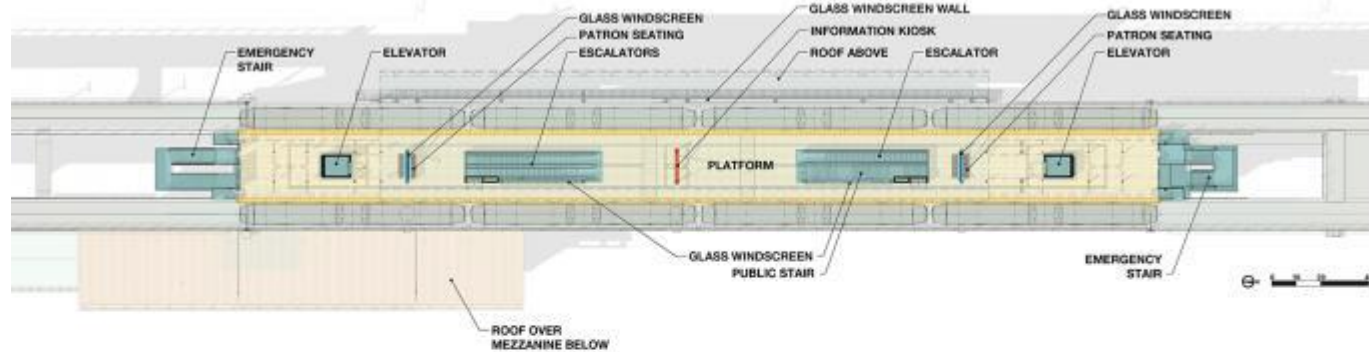 GLASS WINDSCREEN
PATRON SEATING
ESCALATORS
EMERGENCY
STAIR
ELEVATOR
GLASS WINDSCREEN WALL
INFORMATION KIOSK
ROOF ABOVE
ESCALATOR
GLASS WINDSCREEN
PATRON SEATING
ELEVATOR
PLATFORM
GLASS WINDSCREEN
PUBLIC STAIR
EMERGENCY
STAIR
ROOF OVER
MEZZANINE BELOW